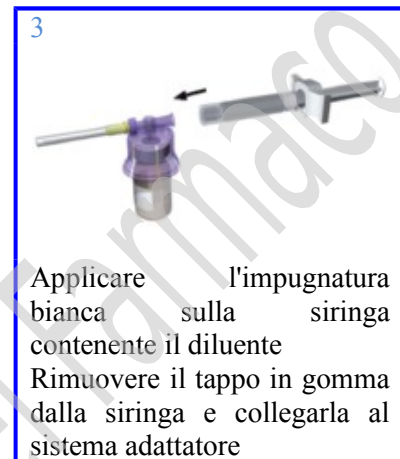 3
Applicare l'impugnatura
bianca sulla siringa
contenente il diluente
Rimuovere il tappo in gomma
dalla siringa e collegarla al
sistema adattatore
Farmaco